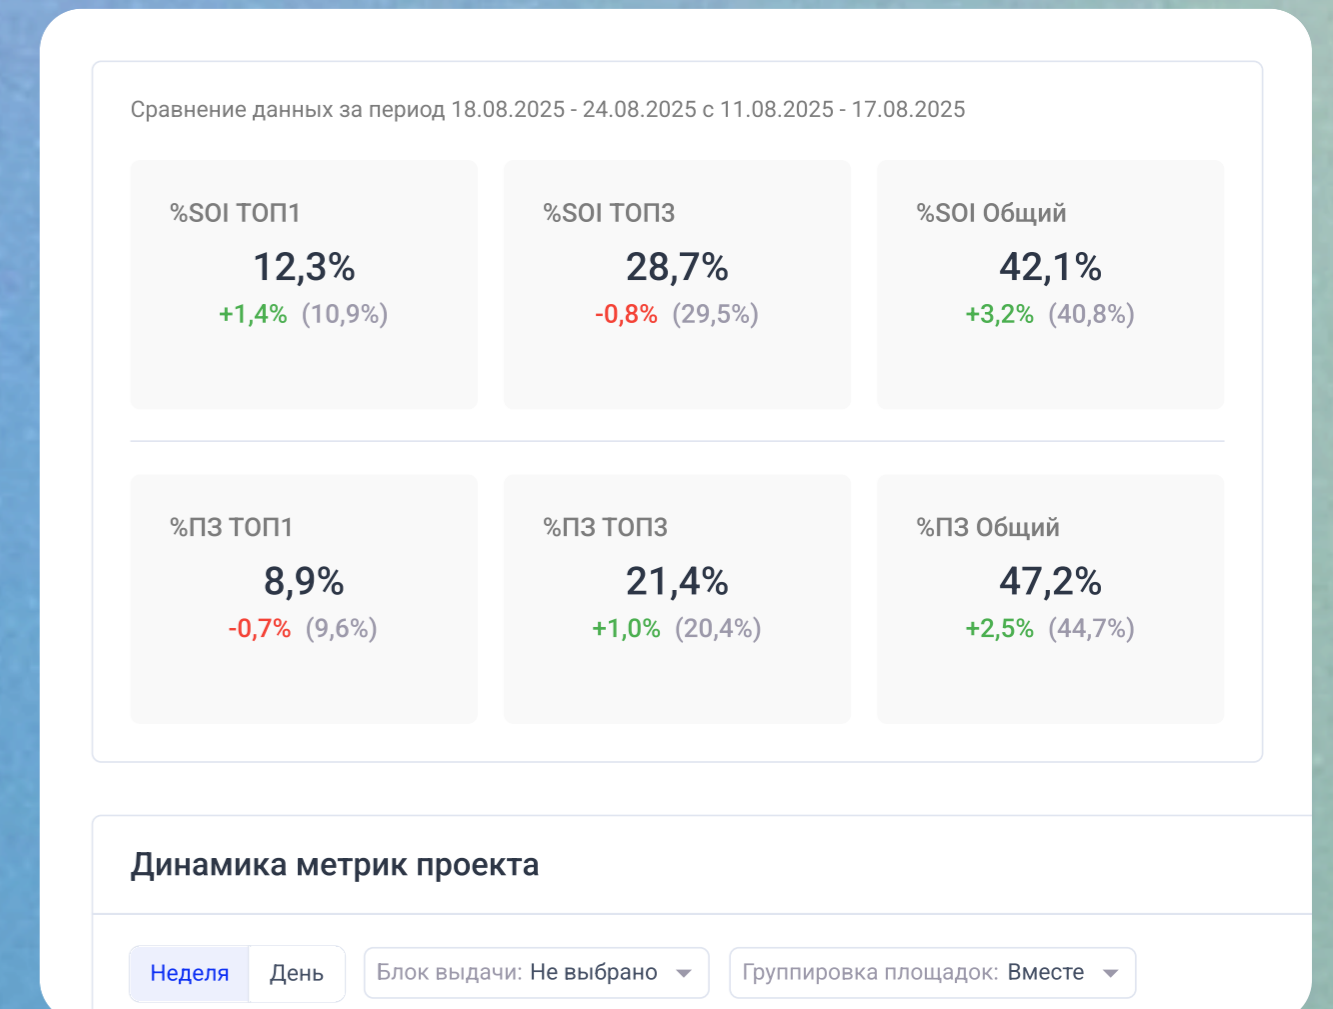 Сравнение данных за период 18.08.2025 - 24.08.2025 с 11.08.2025 - 17.08.2025
%SOI ТОП1
12,3%
+1,4% (10,9%)
%SOI ТОП3
28,7%
-0,8% (29,5%)
%SOI Общий
42,1%
+3,2% (40,8%)
%ПЗ ТОП1
8,9%
-0,7% (9,6%)
%ПЗ ТОП3
21,4%
+1,0% (20,4%)
%ПЗ Общий
47,2%
+2,5% (44,7%)
Динамика метрик проекта
Неделя День Блок выдачи: Не выбрано Группировка площадок: Вместе